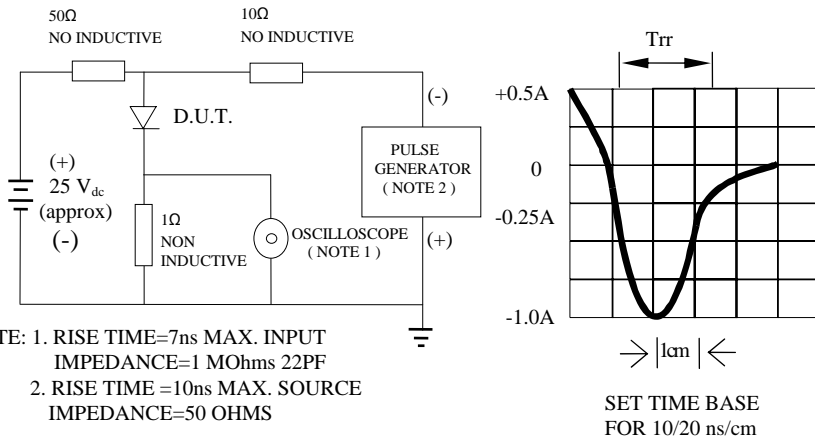 50Ω
NO INDUCTIVE
10Ω
NO INDUCTIVE
D.U.T.
(+)
25 Vdc
(approx)
(-)
1Ω
NON
INDUCTIVE
OSCILLOSCOPE
( NOTE 1 )
(-)
PULSE
GENERATOR
( NOTE 2 )
(+)
TE: 1. RISE TIME=7ns MAX. INPUT
IMPEDANCE=1 MOhms 22PF
2. RISE TIME =10ns MAX. SOURCE
IMPEDANCE=50 OHMS
Trr
+0.5A
0
-0.25A
-1.0A
1cm
SET TIME BASE
FOR 10/20 ns/cm